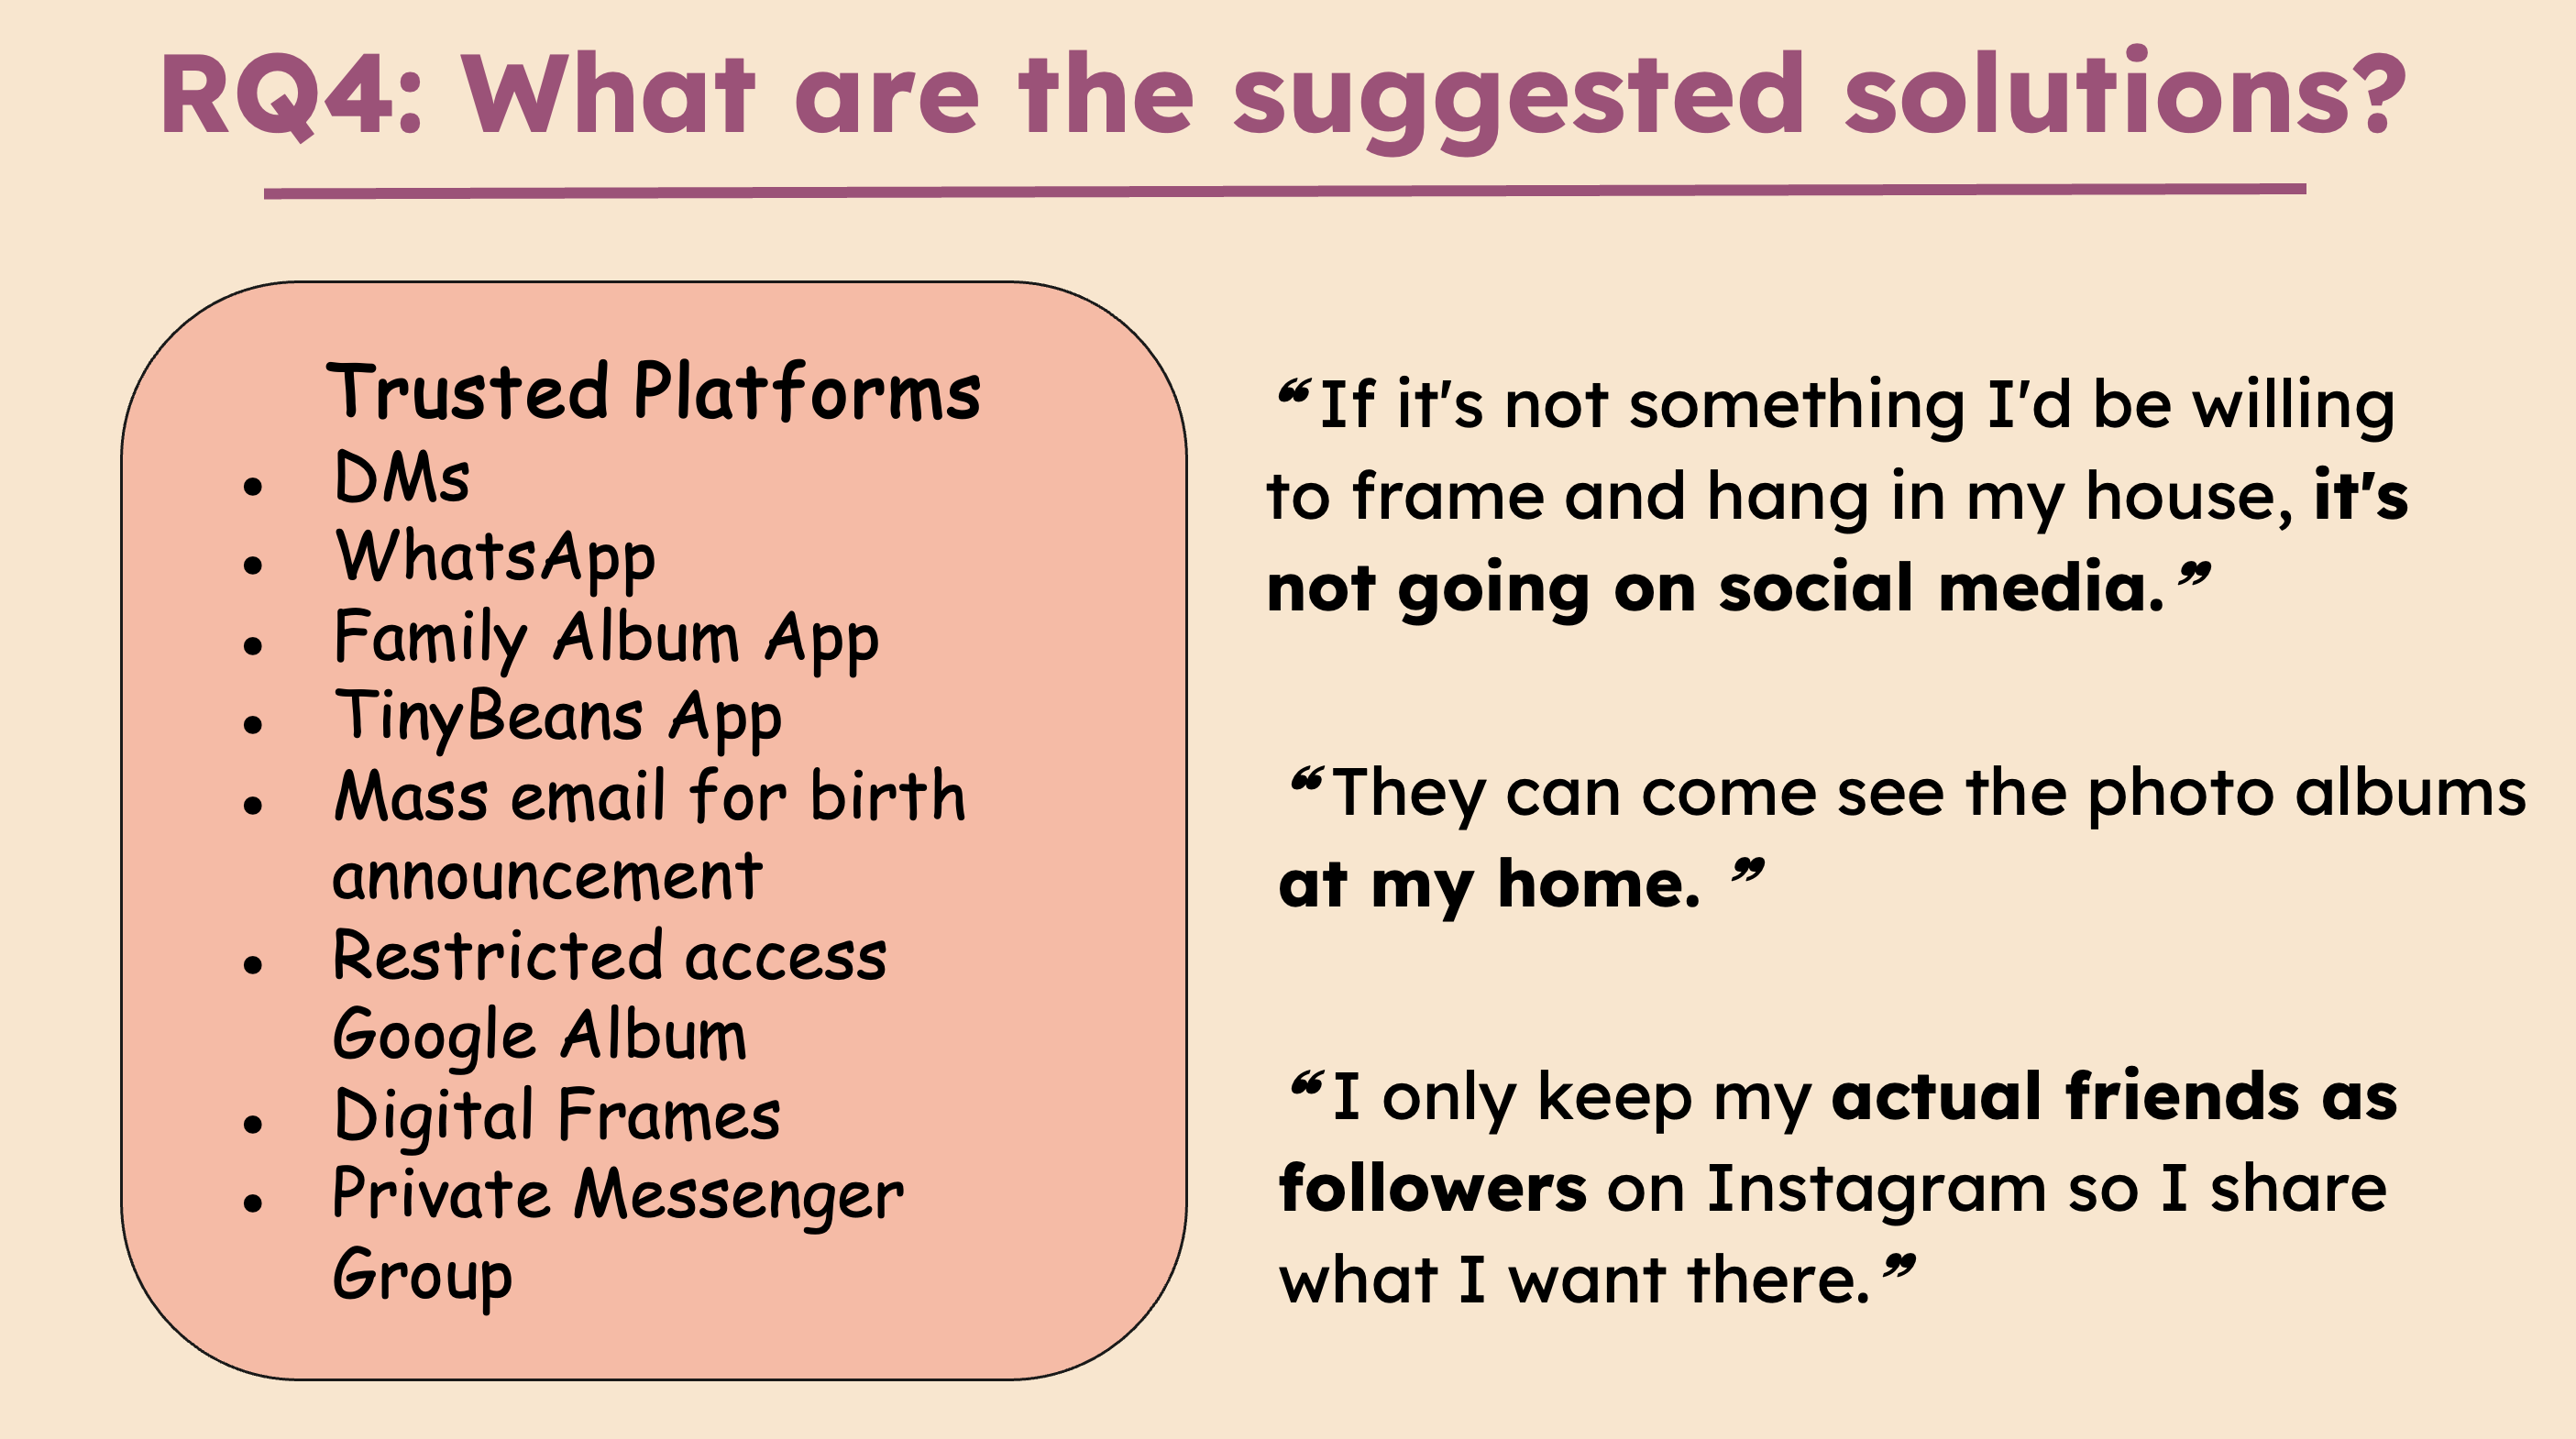 RQ4: What are the suggested solutions?
Trusted Platforms
• DMs
• WhatsApp
• Family Album App
• TinyBeans App
• Mass email for birth
announcement
• Restricted access
Google Album
• Digital Frames
• Private Messenger
Group
❝If it's not something I'd be willing
to frame and hang in my house, it's
not going on social media.❞
❝They can come see the photo albums
at my home. ❞
❝I only keep my actual friends as
followers on Instagram so I share
what I want there.❞